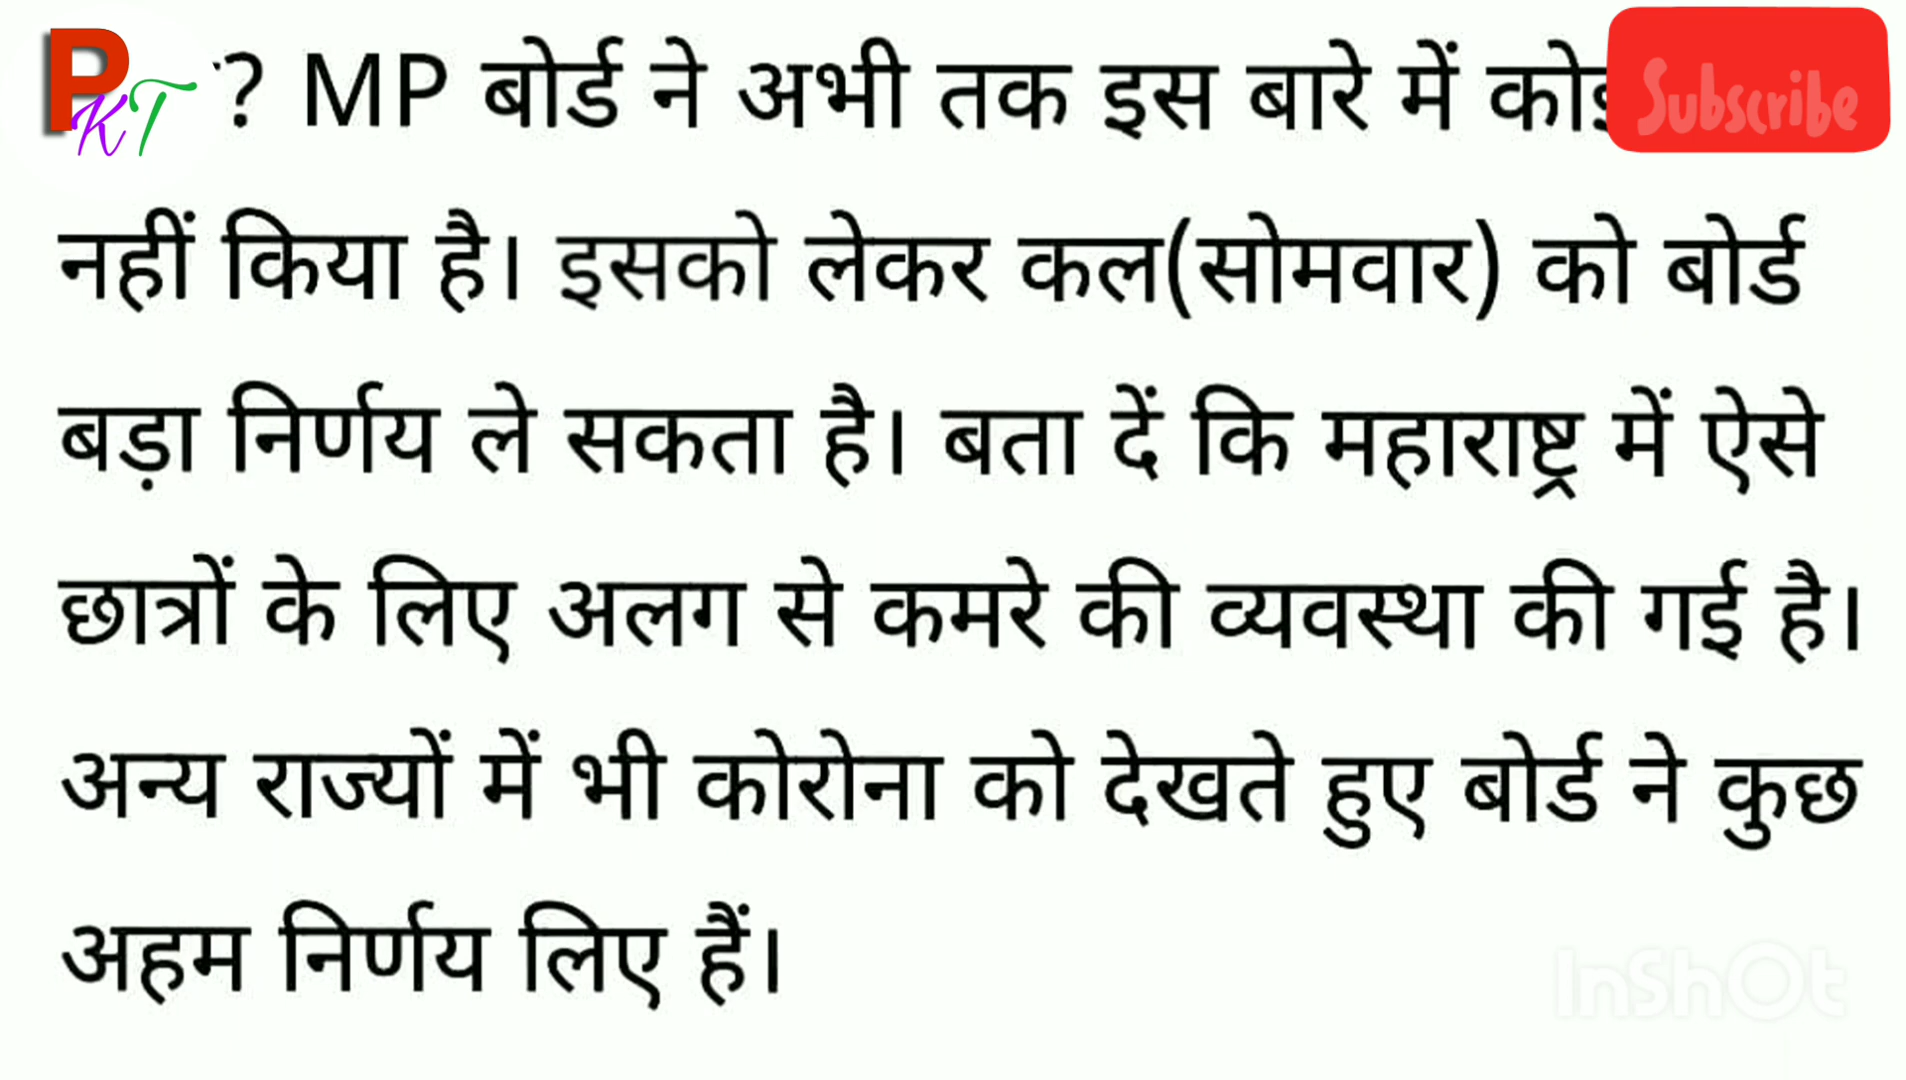 PKT
? MP बोर्ड ने अभी तक इस बारे में Subscribe
नहीं किया है। इसको लेकर कल(सोमवार) को बोर्ड
बड़ा निर्णय ले सकता है। बता दें कि महाराष्ट्र में ऐसे
छात्रों के लिए अलग से कमरे की व्यवस्था की गई है।
अन्य राज्यों में भी कोरोना को देखते हुए बोर्ड ने कुछ
अहम निर्णय लिए हैं।
InShOt